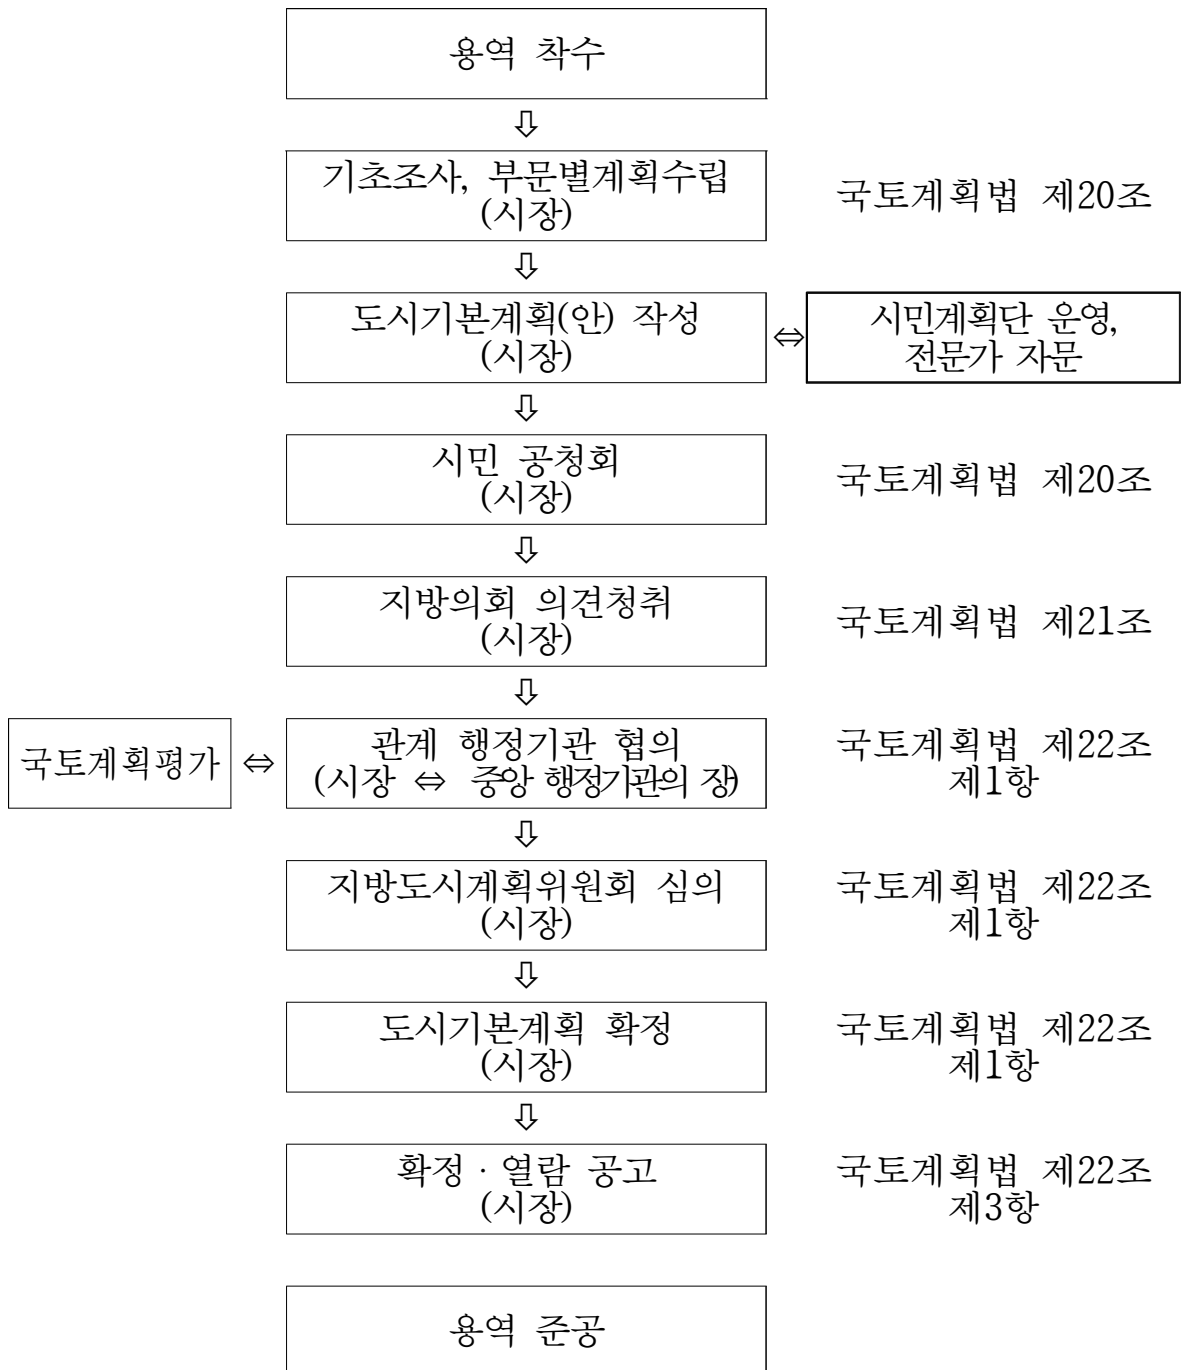 용역 착수
⇩
기초조사, 부문별계획수립
(시장)
국토계획법 제20조
⇩
도시기본계획(안) 작성
(시장)
⇔
시민계획단 운영,
전문가 자문
⇩
시민 공청회
(시장)
국토계획법 제20조
⇩
지방의회 의견청취
(시장)
국토계획법 제21조
⇩
국토계획평가
⇔
관계 행정기관 협의
(시장 ⇔ 중앙 행정기관의 장)
국토계획법 제22조
제1항
⇩
지방도시계획위원회 심의
(시장)
국토계획법 제22조
제1항
⇩
도시기본계획 확정
(시장)
국토계획법 제22조
제1항
⇩
확정 · 열람 공고
(시장)
국토계획법 제22조
제3항
용역 준공